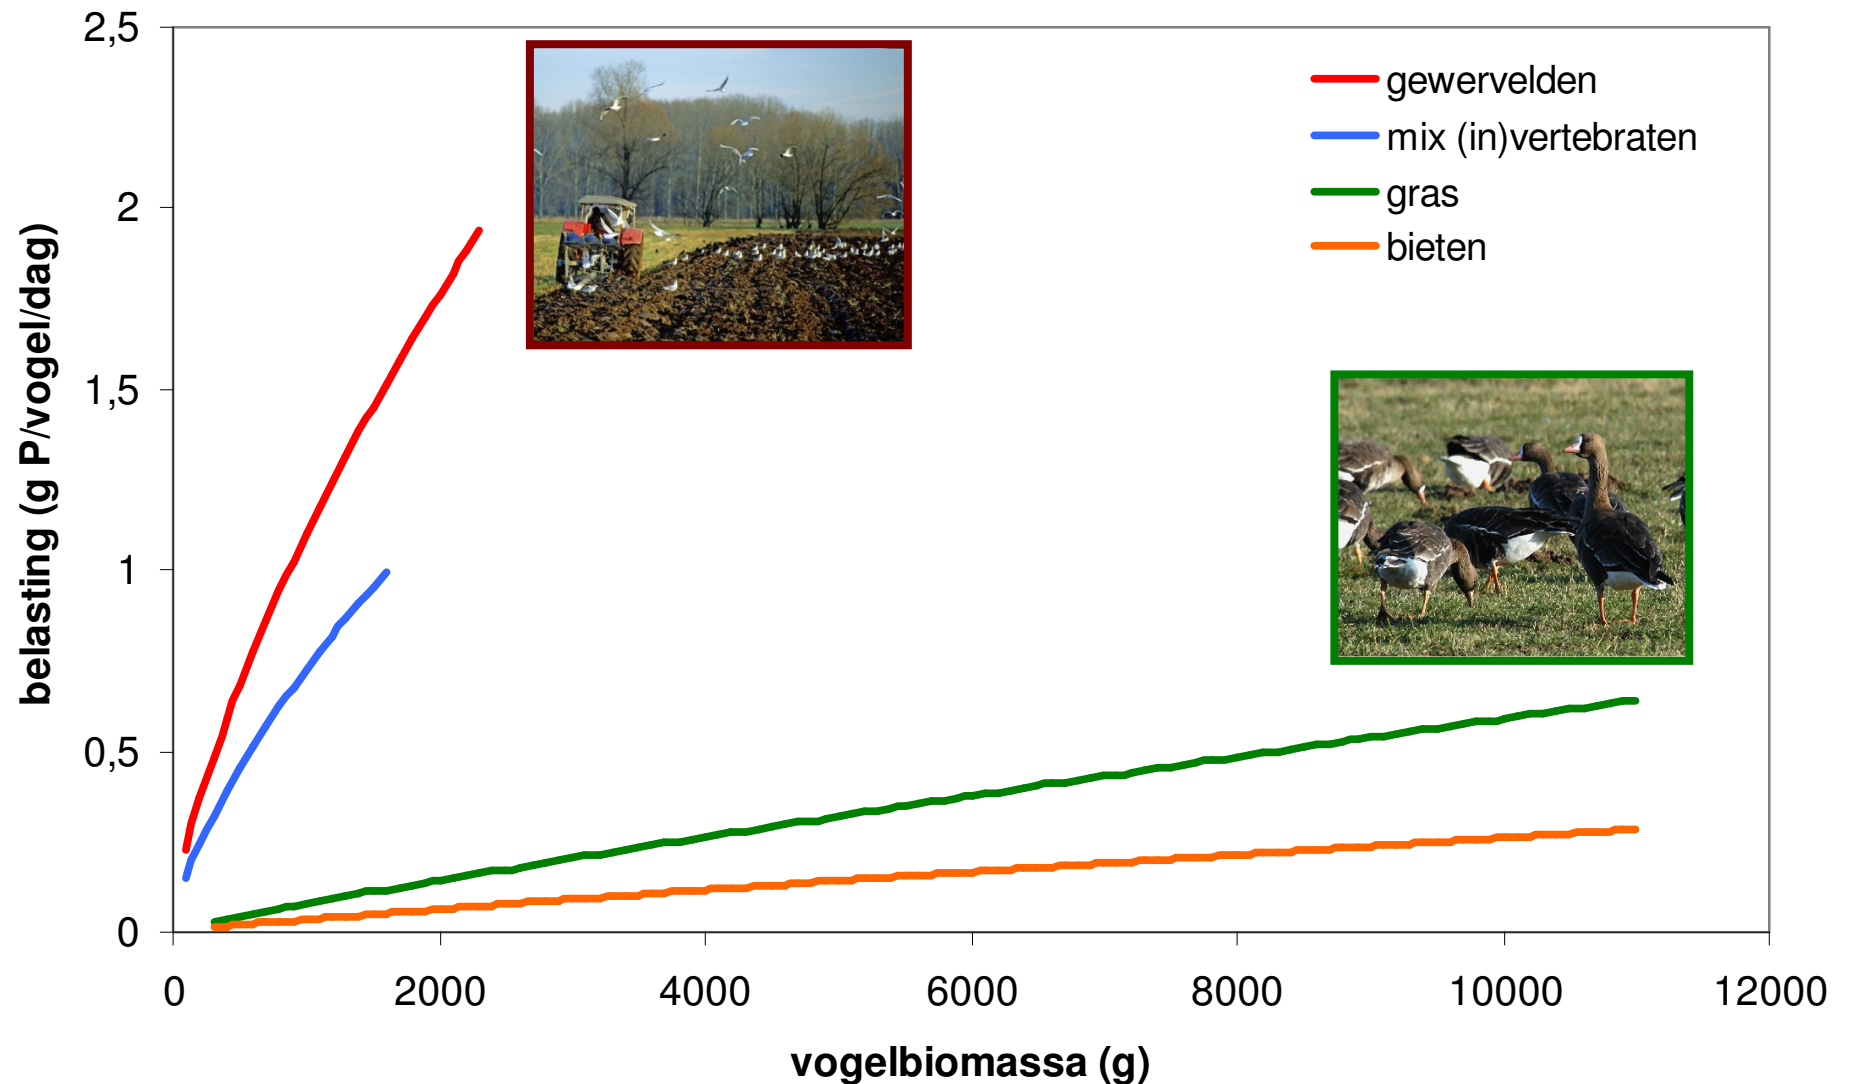 2,5
2
1,5
1
0,5
0
belasting (g P/vogel/dag)
gewervelden
mix (in)vertebraten
gras
bieten
0 2000 4000 6000 8000 10000 12000
vogelbiomassa (g)